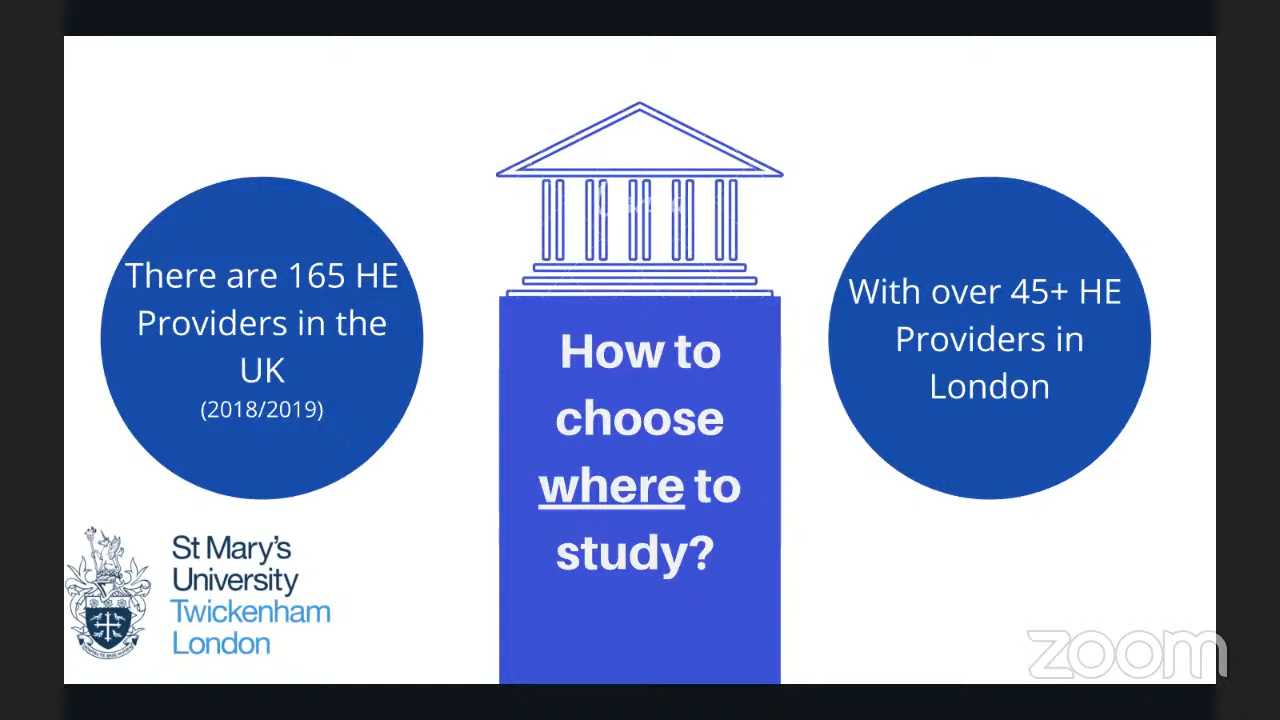 There are 165 HE
Providers in the
UK
(2018/2019)
How to
choose
where to
study?
With over 45+ HE
Providers in
London
St Mary's
University
Twickenham
London
zoom